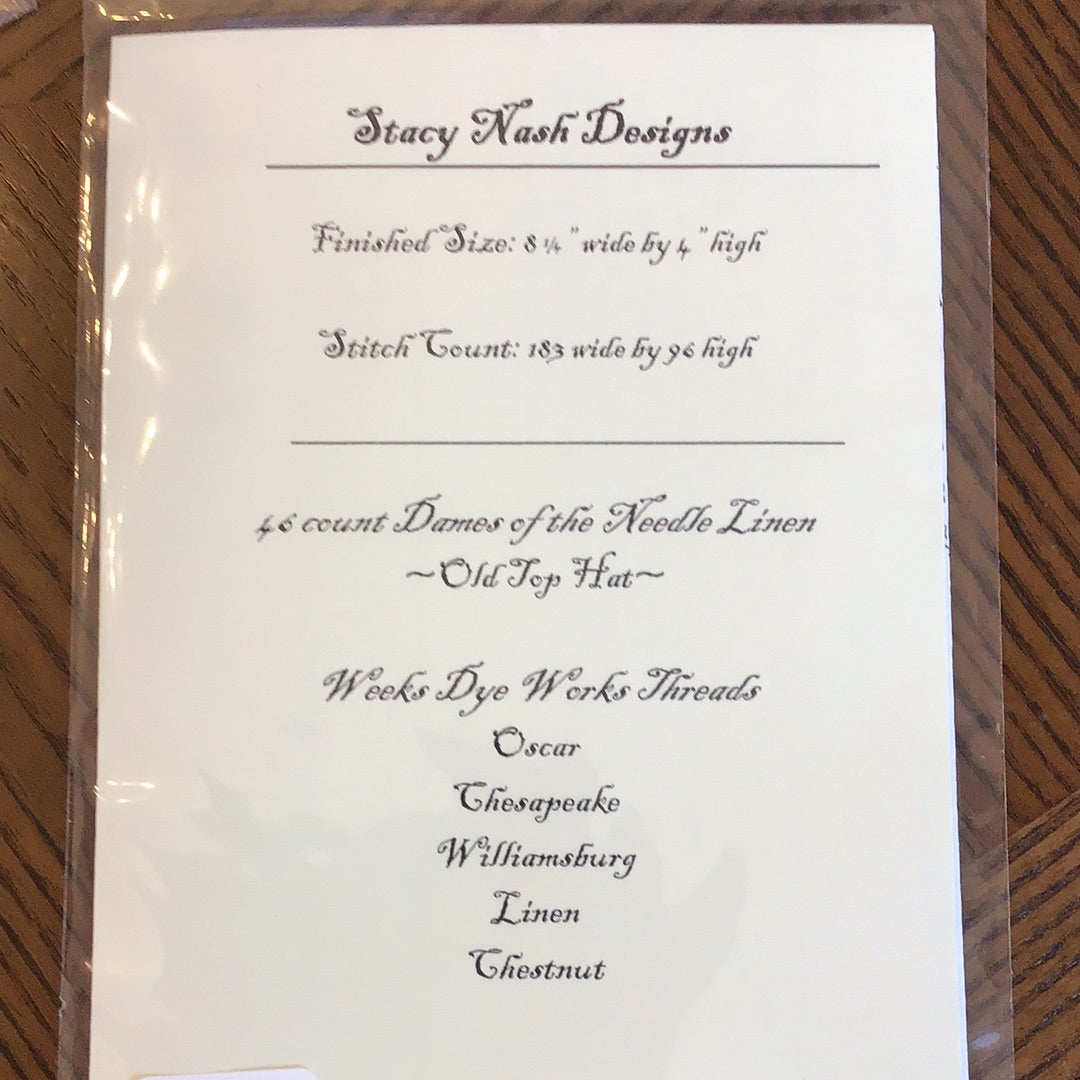 Stacy Nash Designs
Finished Size: 8 ¼ " wide by 4 " high
Stitch Count: 183 wide by 96 high
46 count Dames of the Needle Linen
~Old Top Hat~
Weeks Dye Works Threads
Oscar
Chesapeake
Williamsburg
Linen
Chestnut